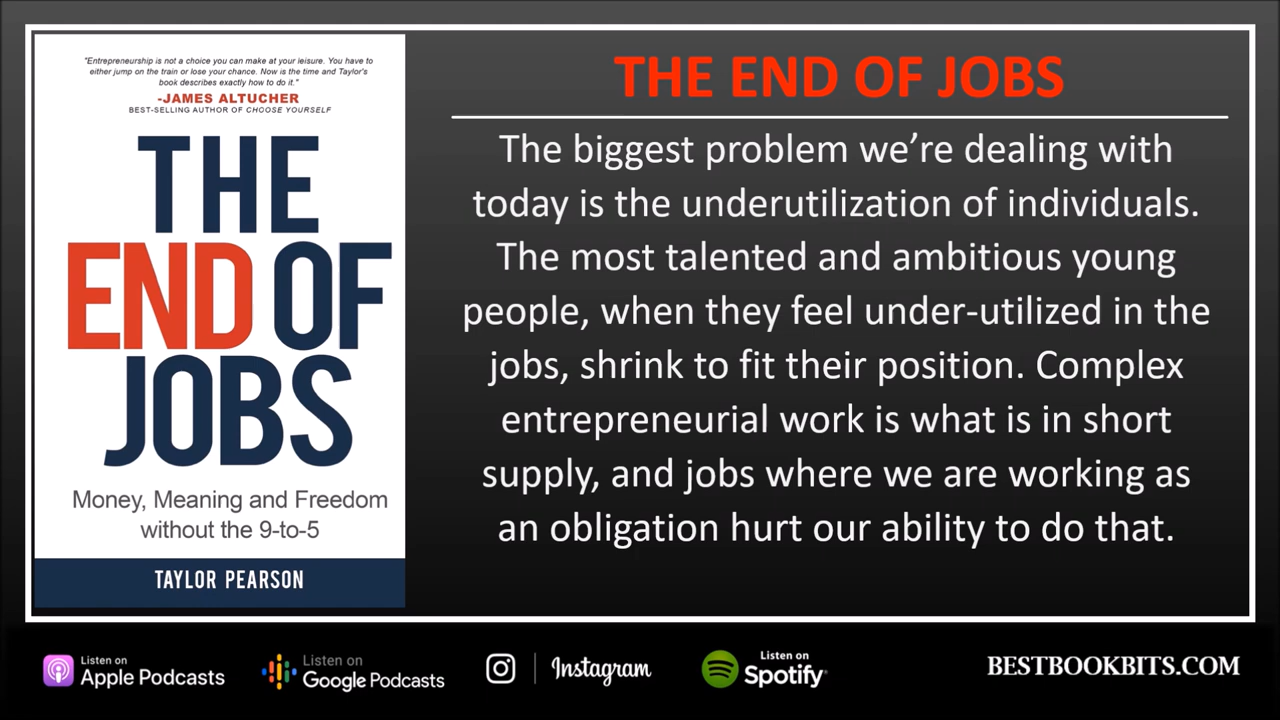 "Entrepreneurship is not a choice you can make at your leisure. You have to
either jump on the train or lose your chance. Now is the time and Taylor's
book describes exactly how to do it."
-JAMES ALTUCHER
BEST-SELLING AUTHOR OF CHOOSE YOURSELF
THE
END OF
JOBS
Money, Meaning and Freedom
without the 9-to-5
TAYLOR PEARSON
THE END OF JOBS
The biggest problem we’re dealing with
today is the underutilization of individuals.
The most talented and ambitious young
people, when they feel under-utilized in the
jobs, shrink to fit their position. Complex
entrepreneurial work is what is in short
supply, and jobs where we are working as
an obligation hurt our ability to do that.
Listen on
Apple Podcasts
Listen on
Google Podcasts
Instagram
Listen on
Spotify
BESTBOOKBITS.COM